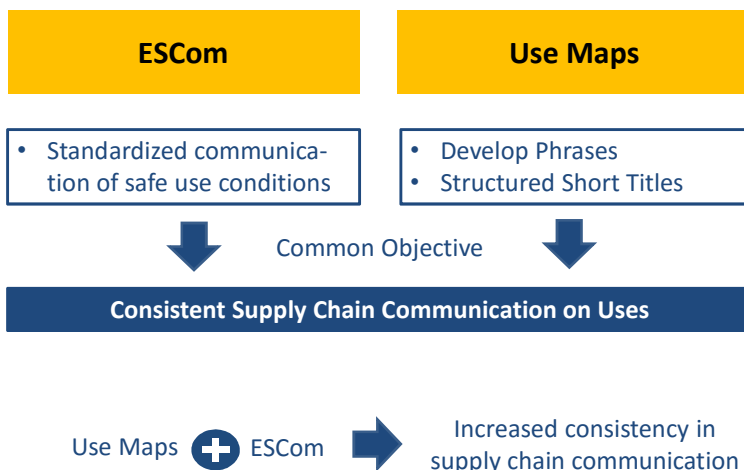 ESCom
Use Maps
• Standardized communica-
tion of safe use conditions
• Develop Phrases
• Structured Short Titles
Common Objective
Consistent Supply Chain Communication on Uses
Use Maps + ESCom
Increased consistency in
supply chain communication